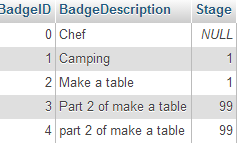 BadgeID BadgeDescription Stage
0 Chef NULL
1 Camping 1
2 Make a table 1
3 Part 2 of make a table 99
4 part 2 of make a table 99